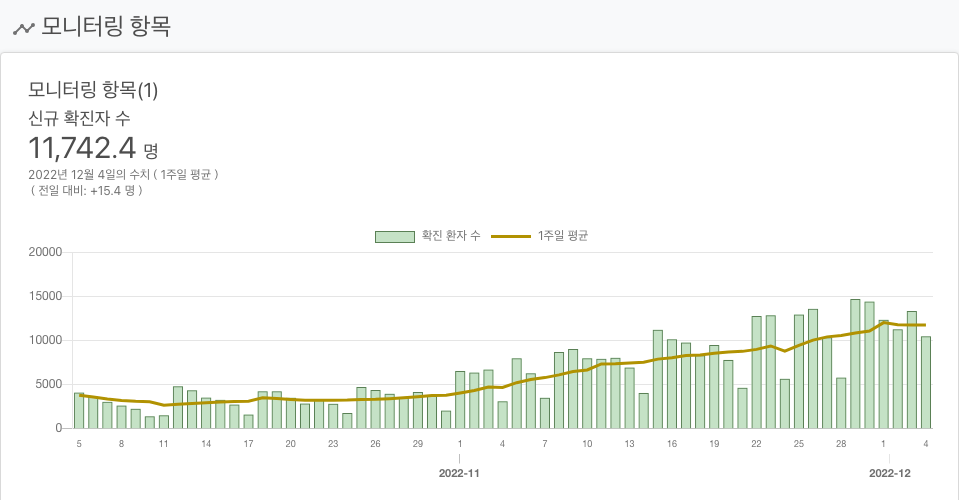 모니터링 항목
모니터링 항목(1)
신규 확진자 수
11,742.4 명
2022년 12월 4일의 수치 ( 1주일 평균 )
( 전일 대비: +15.4 명 )
확진 환자 수 1주일 평균
20000
15000
10000
5000
0
5 8 11 14 17 20 23 26 29 1 4 7 10 13 16 19 22 25 28 1 4
2022-11 2022-12